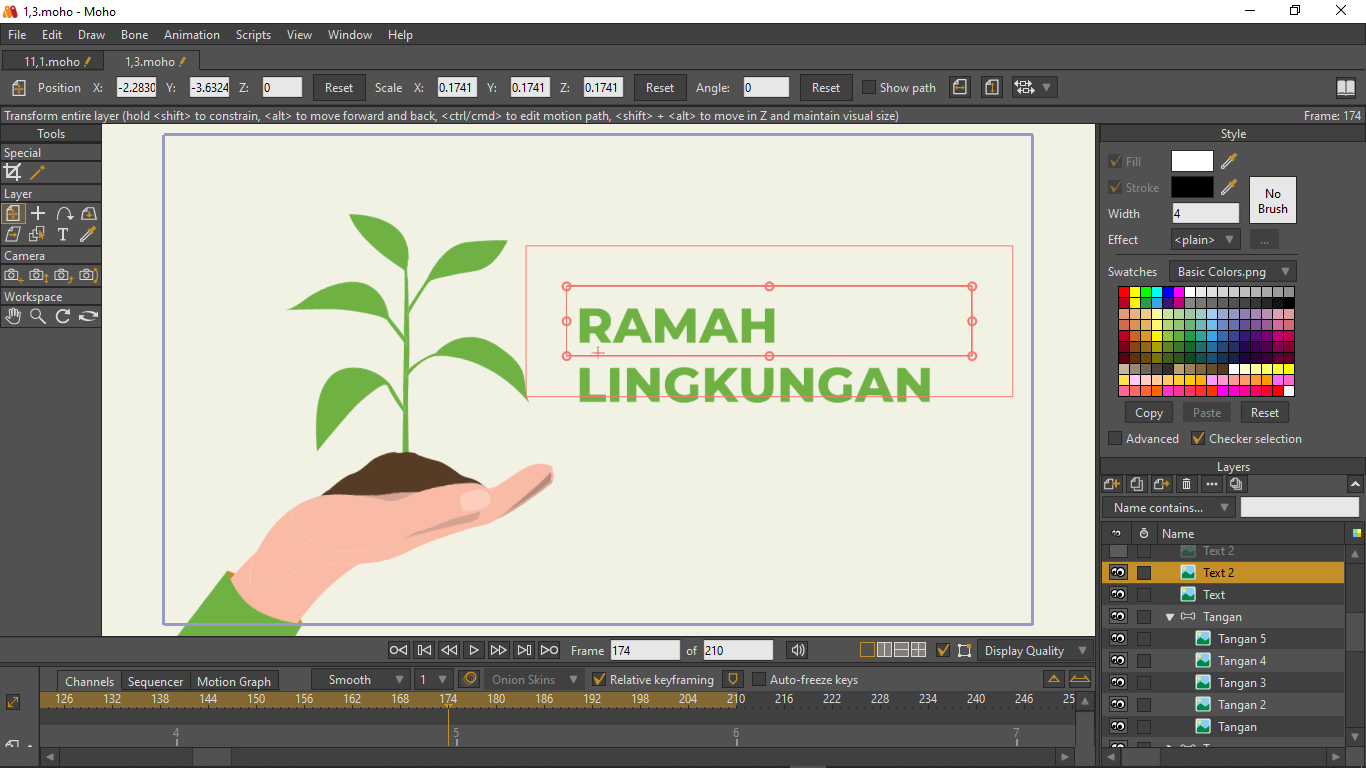 1,3.moho - Moho
File Edit Draw Bone Animation Scripts View Window Help
11,1.moho 1,3.moho
Position X: -2.2830 Y: -3.6324 Z: 0 Reset Scale X: 0.1741 Y: 0.1741 Z: 0.1741 Reset Angle: 0 Reset Show path
Transform entire layer (hold <shift> to constrain, <alt> to move forward and back, <ctrl/cmd> to edit motion path, <shift> + <alt> to move in Z and maintain visual size) Frame: 174
Tools
Special
Layer
Camera
Workspace
RAMAH
LINGKUNGAN
Style
Fill
Stroke
No Brush
Width 4
Effect <plain> ...
Swatches Basic Colors.png
Copy Paste Reset
Advanced Checker selection
Layers
Name contains...
Name
Text 2
Text 2
Text
Tangan
Tangan 5
Tangan 4
Tangan 3
Tangan 2
Tangan
Frame 174 of 210 Display Quality
Channels Sequencer Motion Graph Smooth 1 Onion Skins Relative keyframing Auto-freeze keys
126 132 138 144 150 156 162 168 174 180 186 192 198 204 210 216 222 228 234 240 246
4 5 6 7